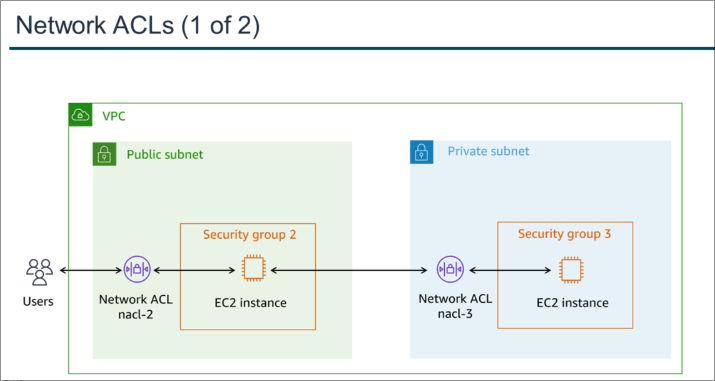 Network ACLs (1 of 2)
VPC
Public subnet
Private subnet
Security group 2
Security group 3
Users
Network ACL
nacl-2
EC2 instance
Network ACL
nacl-3
EC2 instance